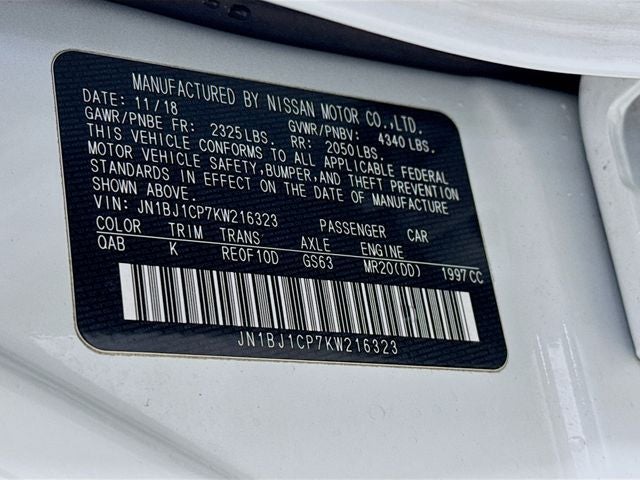 MANUFACTURED BY NISSAN MOTOR CO.,LTD.
DATE: 11/18 GVWR/PNBV: 4340 LBS.
GAWR/PNBE FR: 2325 LBS. RR: 2050 LBS.
THIS VEHICLE CONFORMS TO ALL APPLICABLE FEDERAL
MOTOR VEHICLE SAFETY,BUMPER,AND THEFT PREVENTION
STANDARDS IN EFFECT ON THE DATE OF MANUFACTURE
SHOWN ABOVE.
VIN: JN1BJ1CP7KW216323 PASSENGER CAR
COLOR TRIM TRANS AXLE ENGINE
QAB K REOF10D GS63 MR20(DD) 1997CC
JN1BJ1CP7KW216323